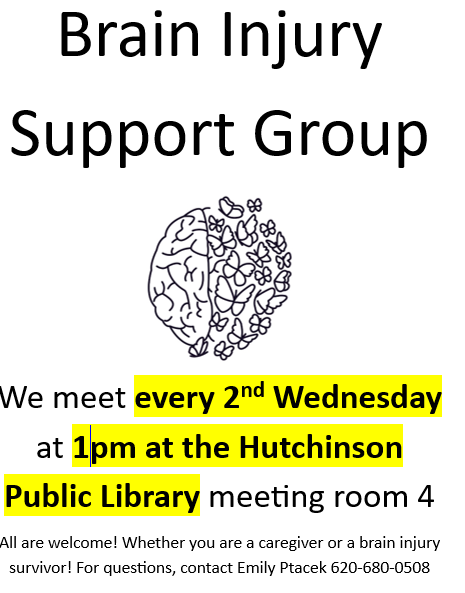 Brain Injury
Support Group
We meet every 2nd Wednesday
at 1pm at the Hutchinson
Public Library meeting room 4
All are welcome! Whether you are a caregiver or a brain injury
survivor! For questions, contact Emily Ptacek 620-680-0508